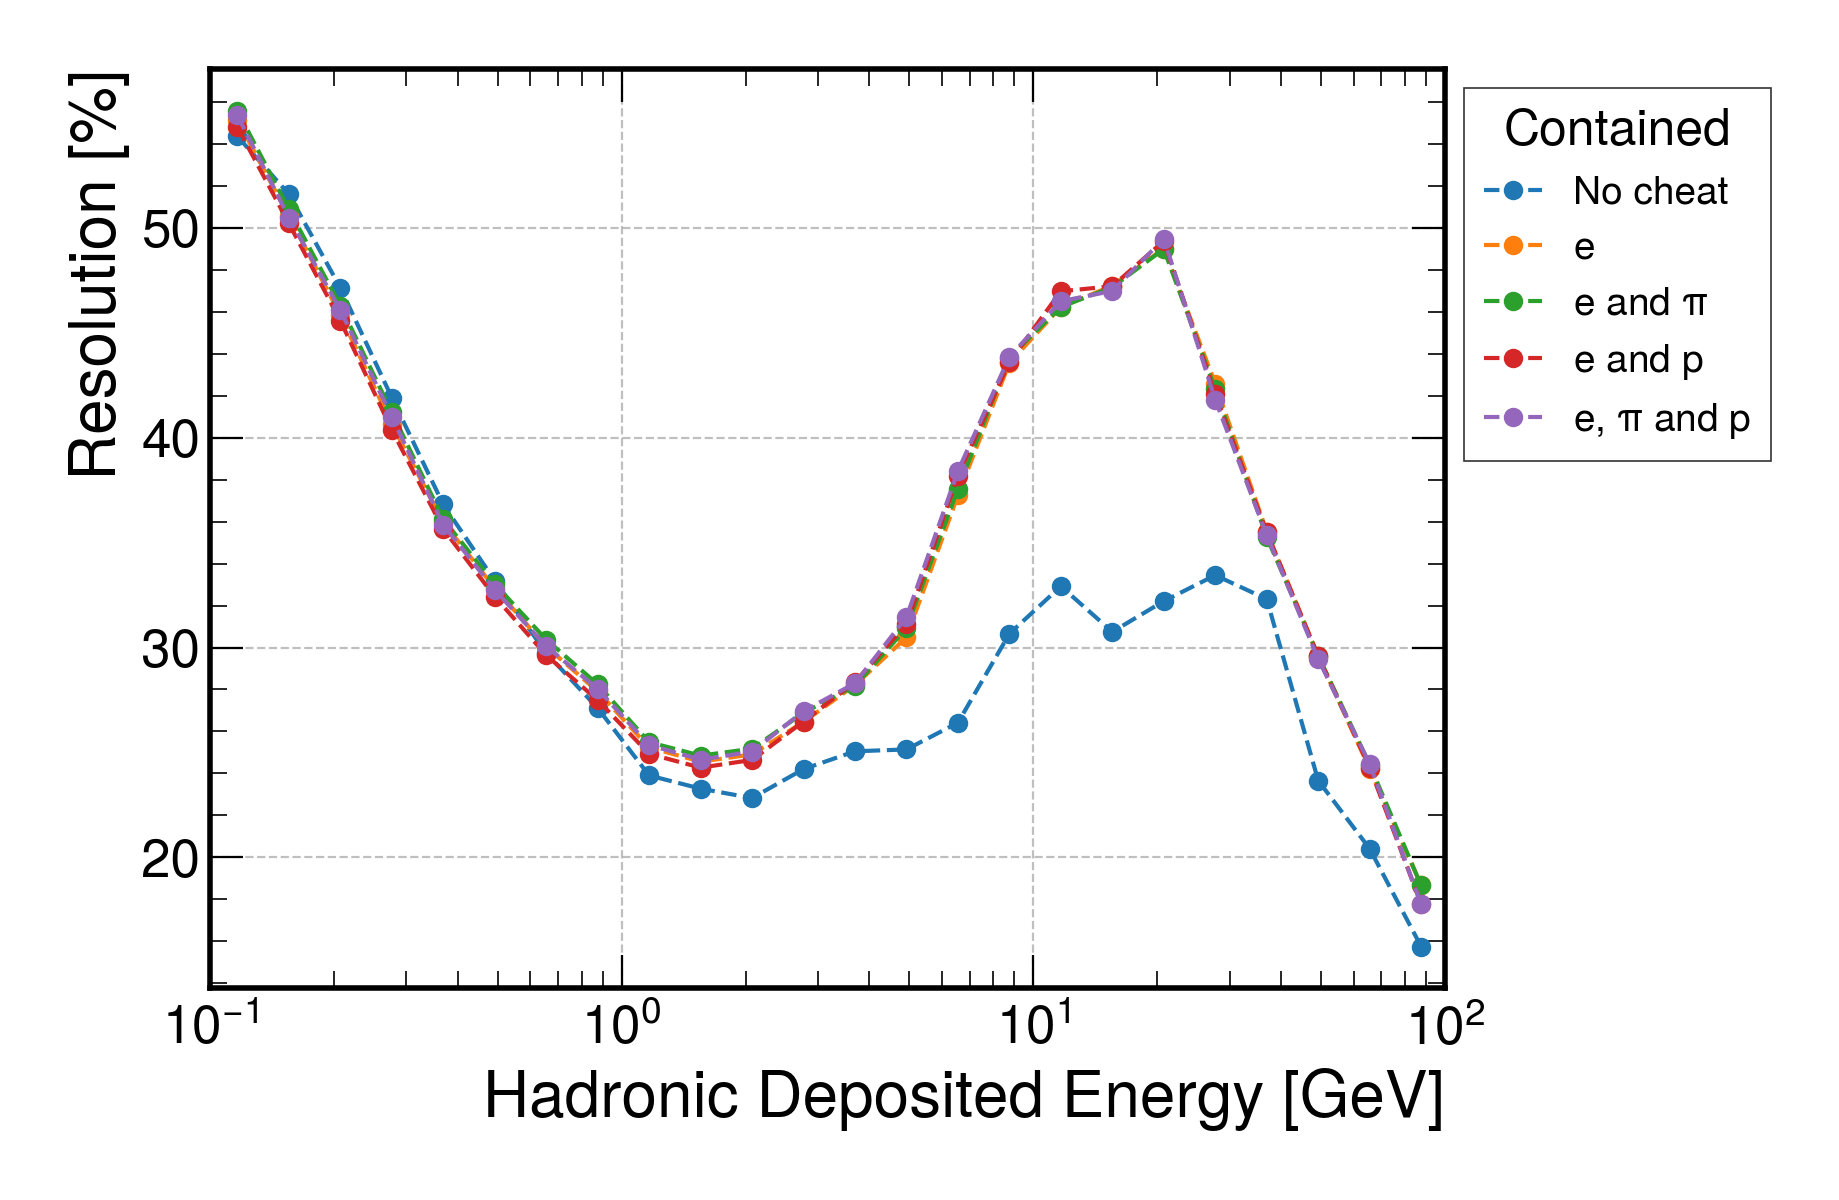 Resolution [%]
50
40
30
20
10⁻¹
10⁰
10¹
10²
Hadronic Deposited Energy [GeV]
Contained
No cheat
e
e and π
e and p
e, π and p